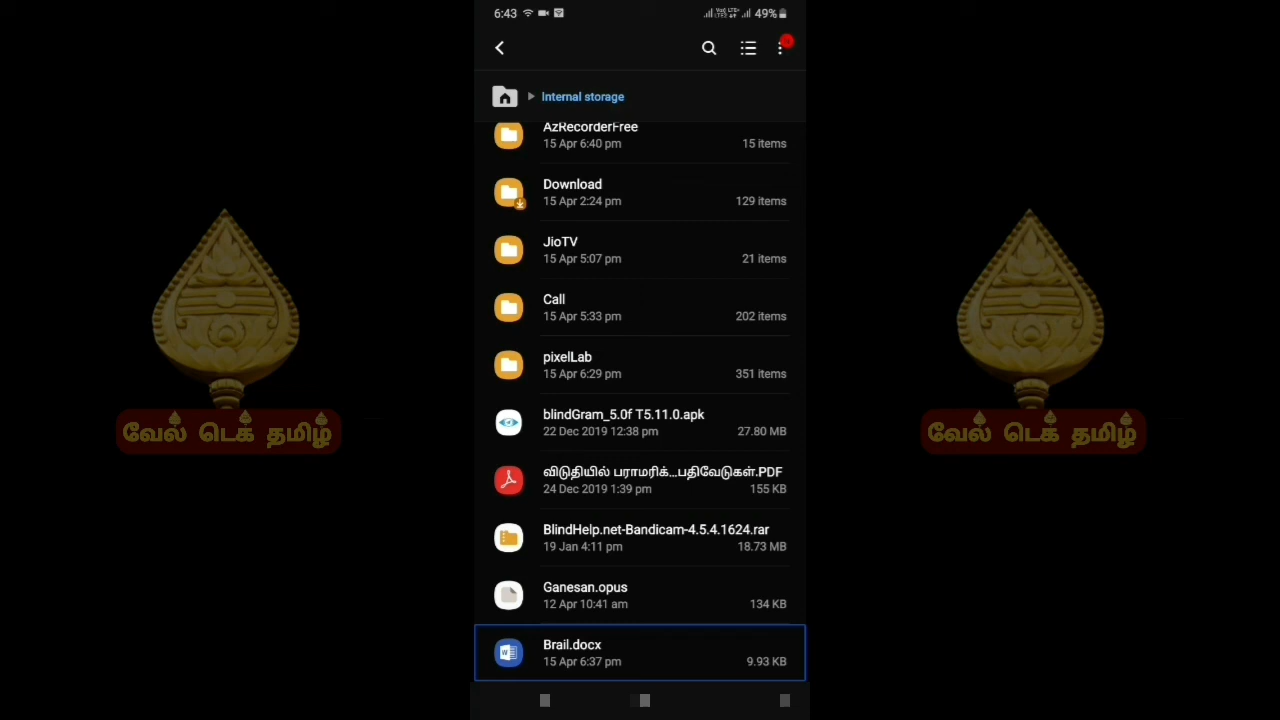 6:43
49%
Internal storage
AzRecorderFree
15 Apr 6:40 pm 15 items
Download
15 Apr 2:24 pm 129 items
JioTV
15 Apr 5:07 pm 21 items
Call
15 Apr 5:33 pm 202 items
pixelLab
15 Apr 6:29 pm 351 items
blindGram_5.0f T5.11.0.apk
22 Dec 2019 12:38 pm 27.80 MB
விடுதியில் பராமரிக்...பதிவேடுகள்.PDF
24 Dec 2019 1:39 pm 155 KB
BlindHelp.net-Bandicam-4.5.4.1624.rar
19 Jan 4:11 pm 18.73 MB
Ganesan.opus
12 Apr 10:41 am 134 KB
Brail.docx
15 Apr 6:37 pm 9.93 KB
வேல் டெக் தமிழ்
வேல் டெக் தமிழ்